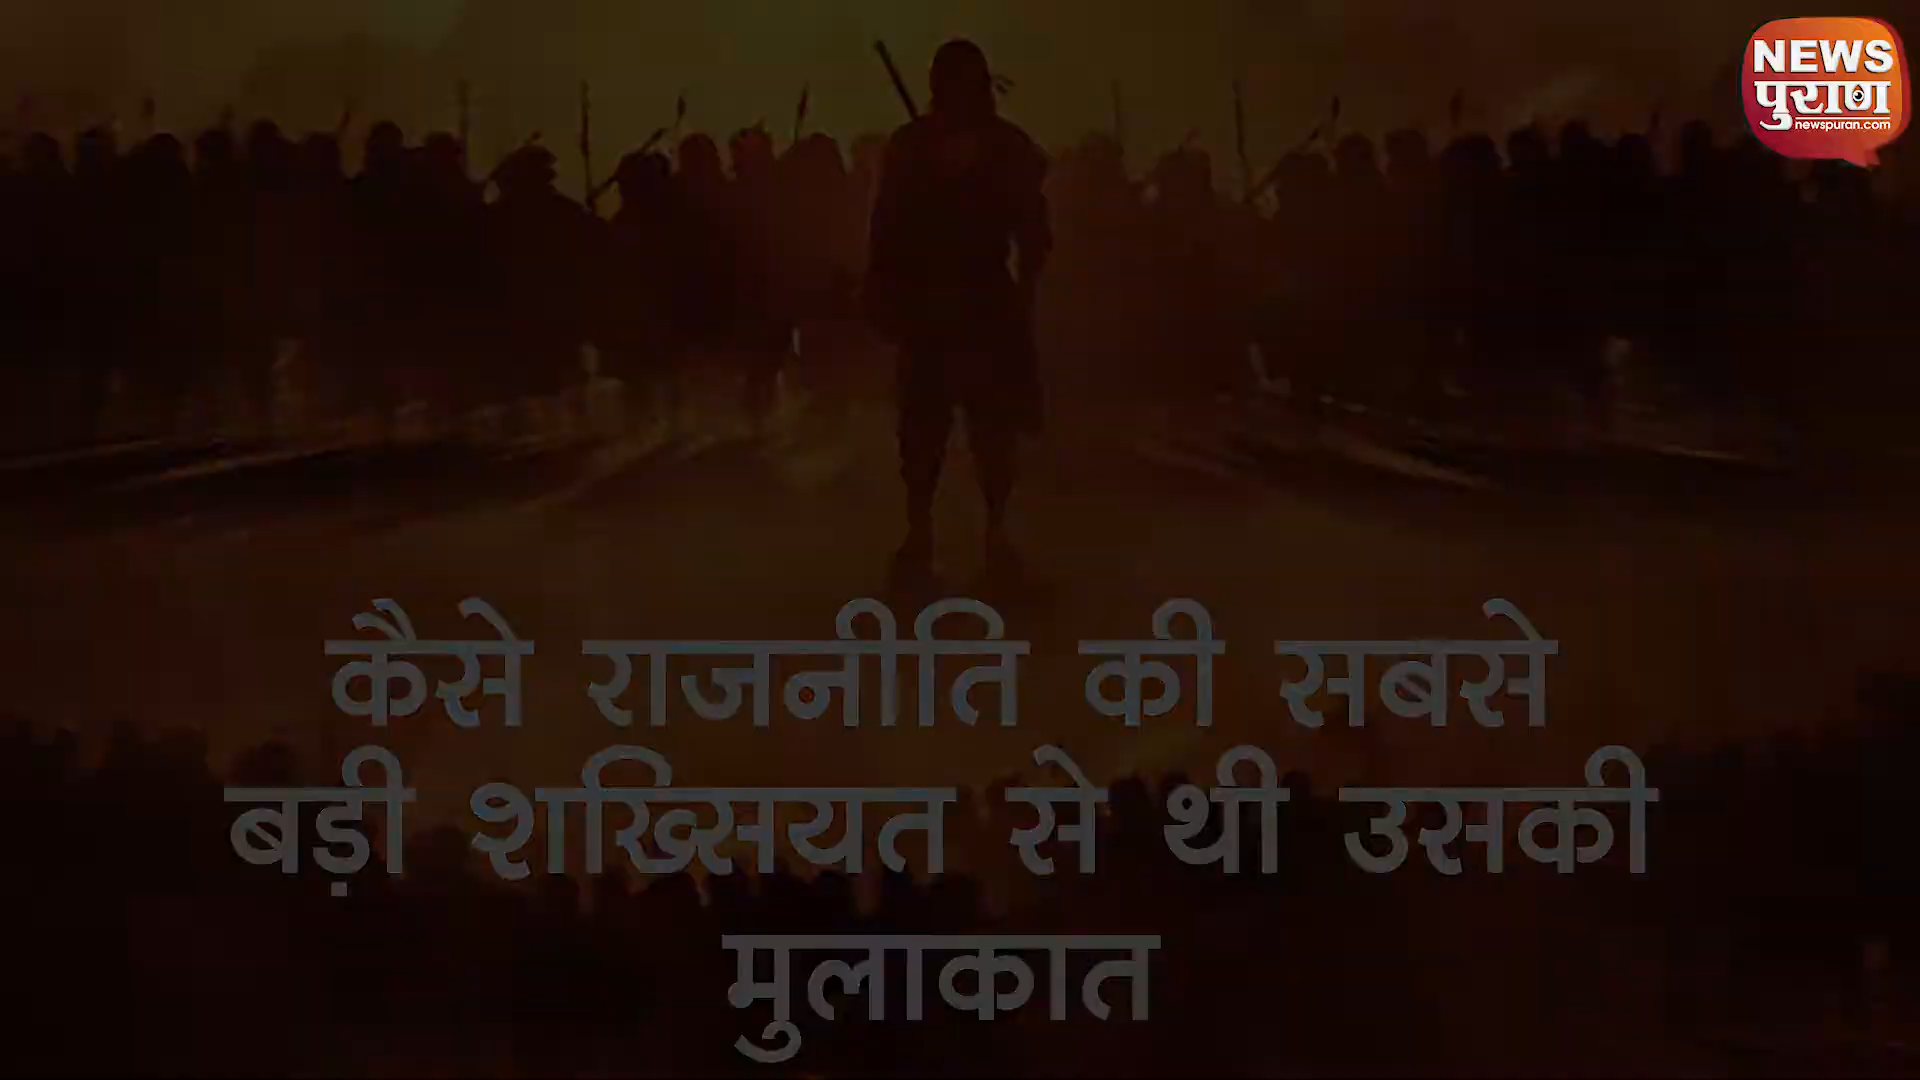 NEWS
पुराण
newspuran.com
कैसे राजनीति की सबसे
बड़ी शख्सियत से थी उसकी
मुलाकात